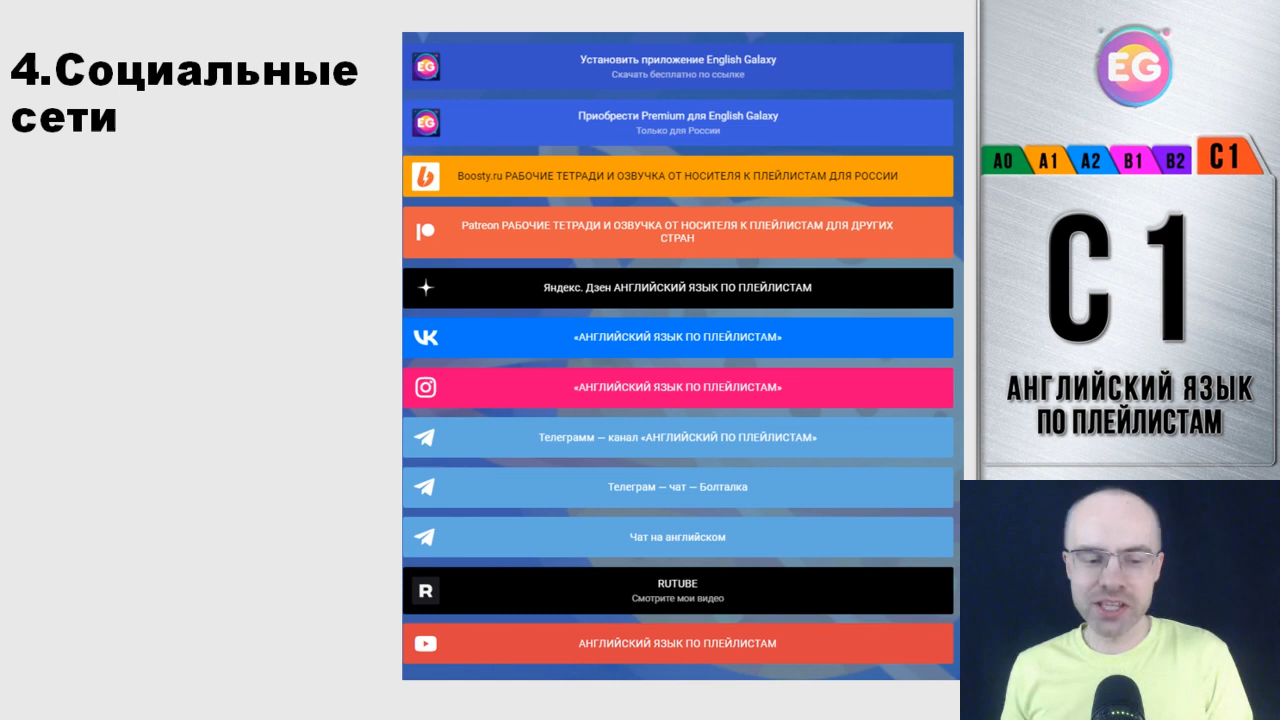 4.Социальные
сети
EG
Установить приложение English Galaxy
Скачать бесплатно по ссылке
EG
Приобрести Premium для English Galaxy
Только для России
Boosty.ru РАБОЧИЕ ТЕТРАДИ И ОЗВУЧКА ОТ НОСИТЕЛЯ К ПЛЕЙЛИСТАМ ДЛЯ РОССИИ
Patreon РАБОЧИЕ ТЕТРАДИ И ОЗВУЧКА ОТ НОСИТЕЛЯ К ПЛЕЙЛИСТАМ ДЛЯ ДРУГИХ
СТРАН
Яндекс. Дзен АНГЛИЙСКИЙ ЯЗЫК ПО ПЛЕЙЛИСТАМ
«АНГЛИЙСКИЙ ЯЗЫК ПО ПЛЕЙЛИСТАМ»
«АНГЛИЙСКИЙ ЯЗЫК ПО ПЛЕЙЛИСТАМ»
Телеграмм — канал «АНГЛИЙСКИЙ ПО ПЛЕЙЛИСТАМ»
Телеграм — чат — Болталка
Чат на английском
R
RUTUBE
Смотрите мои видео
АНГЛИЙСКИЙ ЯЗЫК ПО ПЛЕЙЛИСТАМ
EG
A0 A1 A2 B1 B2 C1
C1
АНГЛИЙСКИЙ ЯЗЫК
ПО ПЛЕЙЛИСТАМ